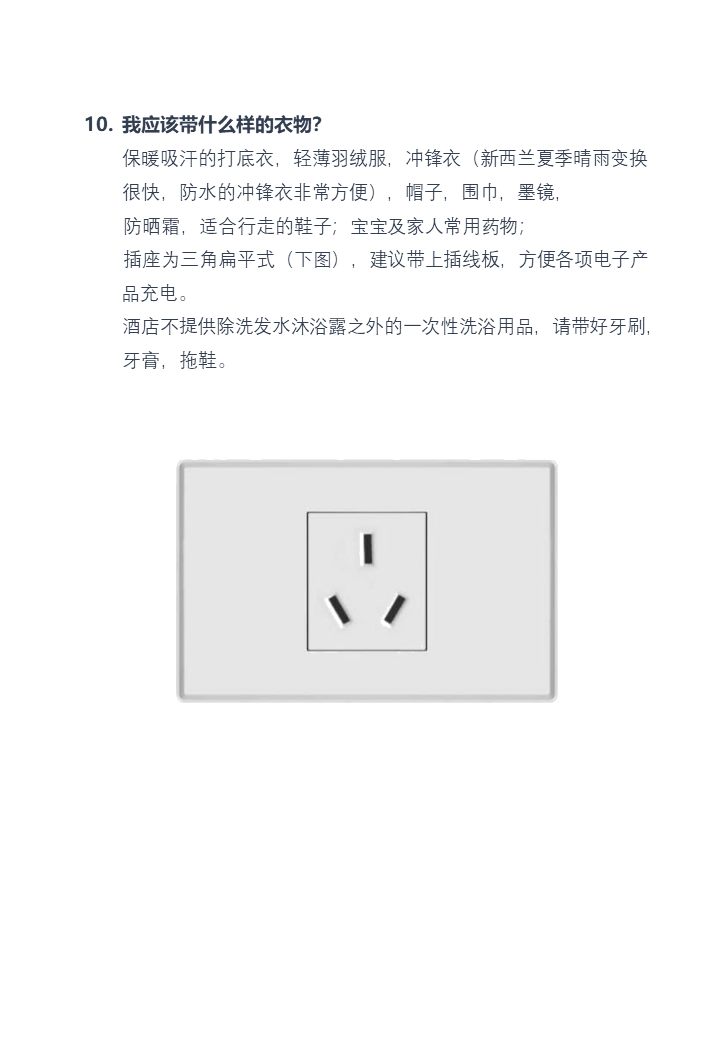 10. 我应该带什么样的衣物？
保暖吸汗的打底衣，轻薄羽绒服，冲锋衣（新西兰夏季晴雨变换
很快，防水的冲锋衣非常方便），帽子，围巾，墨镜，
防晒霜，适合行走的鞋子；宝宝及家人常用药物；
插座为三角扁平式（下图），建议带上插线板，方便各项电子产
品充电。
酒店不提供除洗发水沐浴露之外的一次性洗浴用品，请带好牙刷，
牙膏，拖鞋。